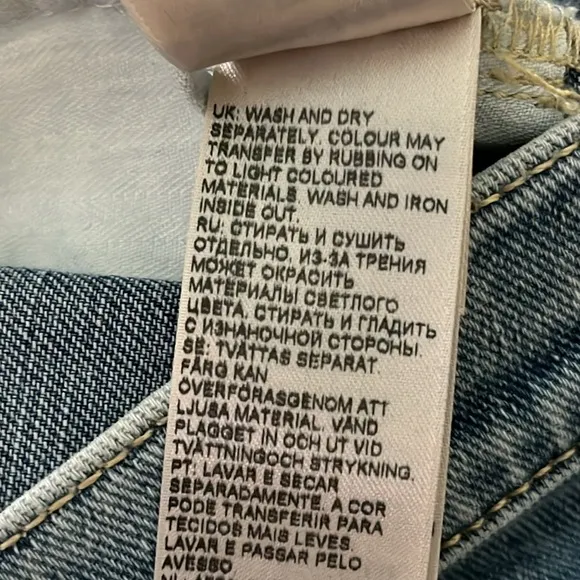 UK: WASH AND DRY
SEPARATELY. COLOUR MAY
TRANSFER BY RUBBING ON
TO LIGHT COLOURED
MATERIALS. WASH AND IRON
INSIDE OUT.
RU: СТИРАТЬ И СУШИТЬ
ОТДЕЛЬНО, ИЗ-ЗА ТРЕНИЯ
МОЖЕТ ОКРАСИТЬ
МАТЕРИАЛЫ СВЕТЛОГО
ЦВЕТА. СТИРАТЬ И ГЛАДИТЬ
С ИЗНАНОЧНОЙ СТОРОНЫ.
SE: TVÄTTAS SEPARAT.
FÄRG KAN
ÖVERFÖRASGENOM ATT
LJUSA MATERIAL. VÄND
PLAGGET IN OCH UT VID
TVÄTTNINGOCH STRYKNING.
PT: LAVAR E SECAR
SEPARADAMENTE. A COR
PODE TRANSFERIR PARA
TECIDOS MAIS LEVES.
LAVAR E PASSAR PELO
AVESSO